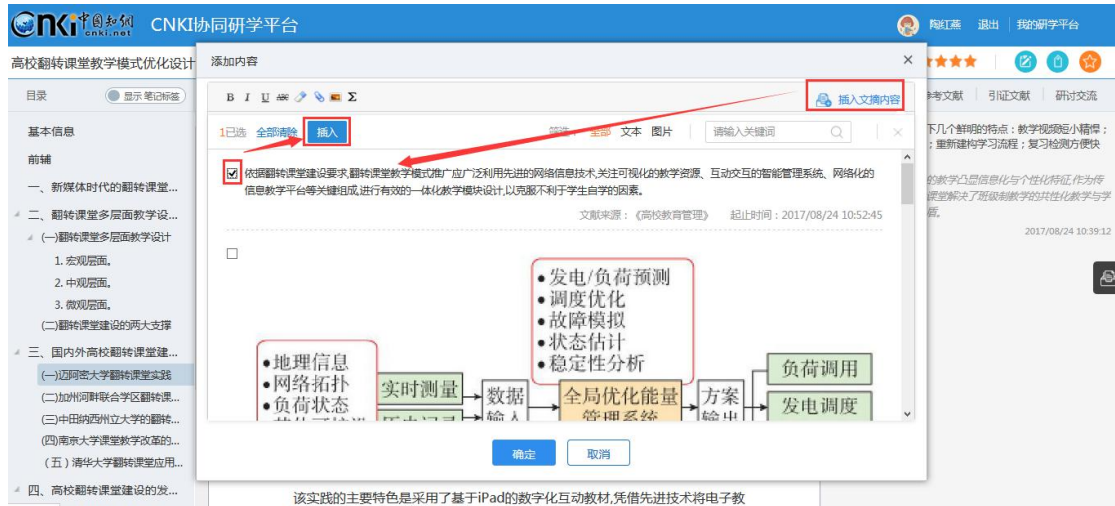 CNKI中国知网
cnki.net
CNKI协同研学平台
陶红燕 退出 | 我的研学平台
高校翻转课堂教学模式优化设计
添加内容
目录
显示笔记标签
基本信息
前辅
一、新媒体时代的翻转课堂...
二、翻转课堂多层面教学设...
(一)翻转课堂多层面教学设计
1. 宏观层面。
2. 中观层面。
3. 微观层面。
(二)翻转课堂建设的两大支撑
三、国内外高校翻转课堂建...
(一)迈阿密大学翻转课堂实践
(二)加州河畔联合学区翻转课...
(三)中田纳西州立大学的翻转...
(四)南京大学课堂教学改革的...
(五)清华大学翻转课堂应用...
四、高校翻转课堂建设的发...
B I U ABC Σ
插入文摘内容
1已选 全部清除 插入
全部 文本 图片
请输入关键词
依据翻转课堂建设要求,翻转课堂教学模式推广应广泛利用先进的网络信息技术,关注可视化的教学资源、互动交互的智能管理系统、网络化的
信息教学平台等关键组成,进行有效的一体化教学模块设计,以克服不利于学生自学的因素。
文献来源：《高校教育管理》 起止时间：2017/08/24 10:52:45
•发电/负荷预测
•调度优化
•故障模拟
•状态估计
•稳定性分析
•地理信息
•网络拓扑
•负荷状态
实时测量
数据
输入
全局优化能量
管理系统
方案
输出
负荷调用
发电调度
确定
取消
该实践的主要特色是采用了基于iPad的数字化互动教材,凭借先进技术将电子教
参考文献 引证文献 研讨交流
下几个鲜明的特点：教学视频短小精悍；
；重新建构学习流程；复习检测方便快
的教学凸显信息化与个性化特征,作为传
课堂解决了班级制教学的共性化教学与学
盾。
2017/08/24 10:39:12